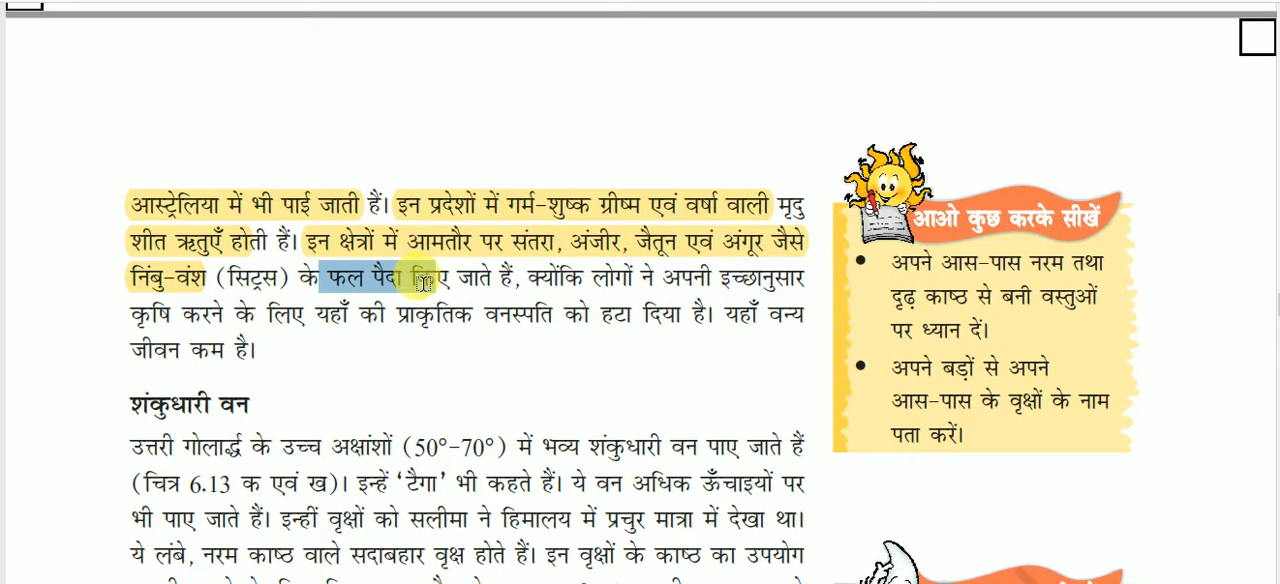 आस्ट्रेलिया में भी पाई जाती हैं। इन प्रदेशों में गर्म-शुष्क ग्रीष्म एवं वर्षा वाली मृदु
शीत ऋतुएँ होती हैं। इन क्षेत्रों में आमतौर पर संतरा, अंजीर, जैतून एवं अंगूर जैसे
निंबु-वंश (सिट्रस) के फल पैदा किए जाते हैं, क्योंकि लोगों ने अपनी इच्छानुसार
कृषि करने के लिए यहाँ की प्राकृतिक वनस्पति को हटा दिया है। यहाँ वन्य
जीवन कम है।
शंकुधारी वन
उत्तरी गोलार्द्ध के उच्च अक्षांशों (50°-70°) में भव्य शंकुधारी वन पाए जाते हैं
(चित्र 6.13 क एवं ख)। इन्हें ‘टैगा’ भी कहते हैं। ये वन अधिक ऊँचाइयों पर
भी पाए जाते हैं। इन्हीं वृक्षों को सलीमा ने हिमालय में प्रचुर मात्रा में देखा था।
ये लंबे, नरम काष्ठ वाले सदाबहार वृक्ष होते हैं। इन वृक्षों के काष्ठ का उपयोग
आओ कुछ करके सीखें
• अपने आस-पास नरम तथा
दृढ़ काष्ठ से बनी वस्तुओं
पर ध्यान दें।
• अपने बड़ों से अपने
आस-पास के वृक्षों के नाम
पता करें।